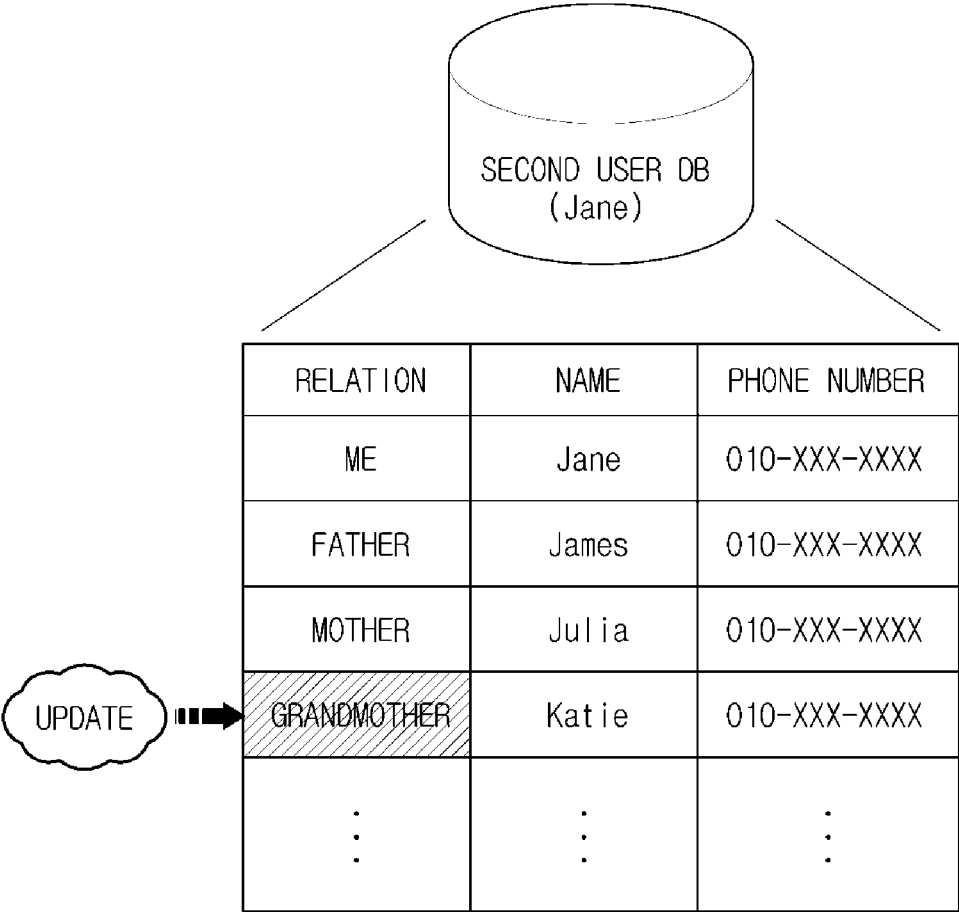 SECOND USER DB
(Jane)
RELATION NAME PHONE NUMBER
ME Jane 010-XXX-XXXX
FATHER James 010-XXX-XXXX
MOTHER Julia 010-XXX-XXXX
UPDATE GRANDMOTHER Katie 010-XXX-XXXX